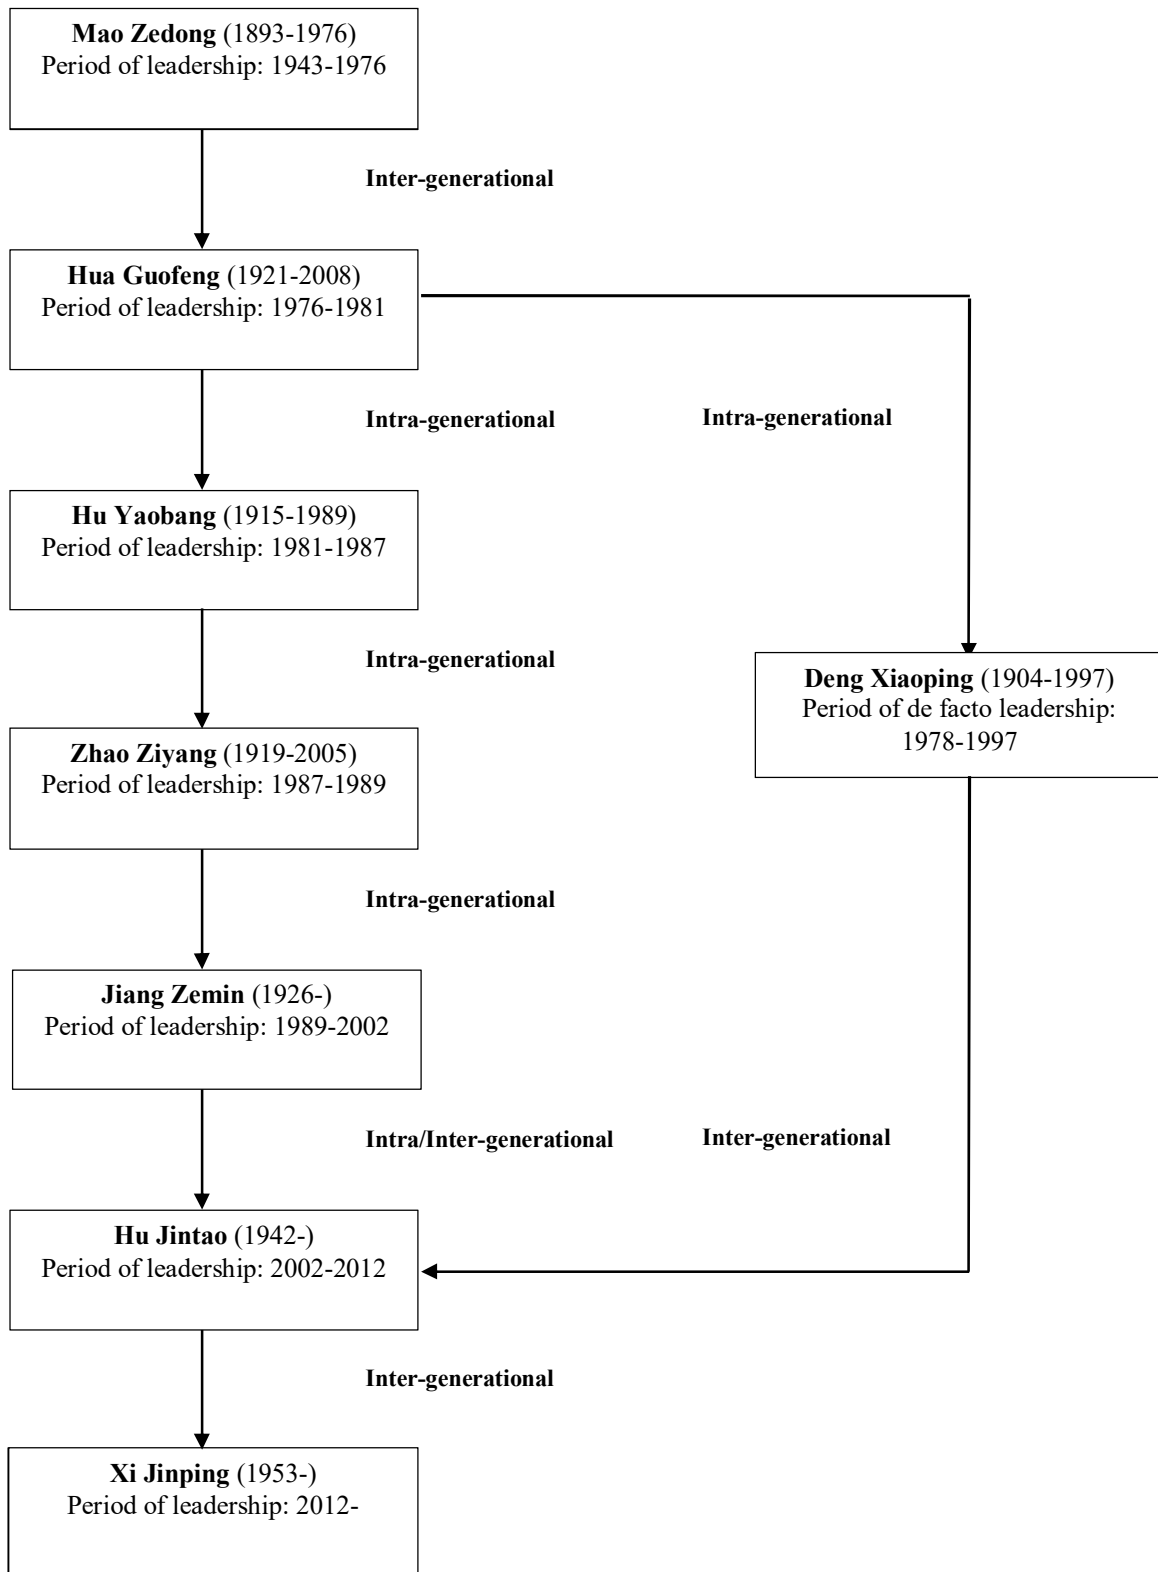 Mao Zedong (1893-1976)
Period of leadership: 1943-1976
Inter-generational
Hua Guofeng (1921-2008)
Period of leadership: 1976-1981
Intra-generational
Intra-generational
Hu Yaobang (1915-1989)
Period of leadership: 1981-1987
Intra-generational
Deng Xiaoping (1904-1997)
Period of de facto leadership:
1978-1997
Zhao Ziyang (1919-2005)
Period of leadership: 1987-1989
Intra-generational
Jiang Zemin (1926-)
Period of leadership: 1989-2002
Intra/Inter-generational
Inter-generational
Hu Jintao (1942-)
Period of leadership: 2002-2012
Inter-generational
Xi Jinping (1953-)
Period of leadership: 2012-